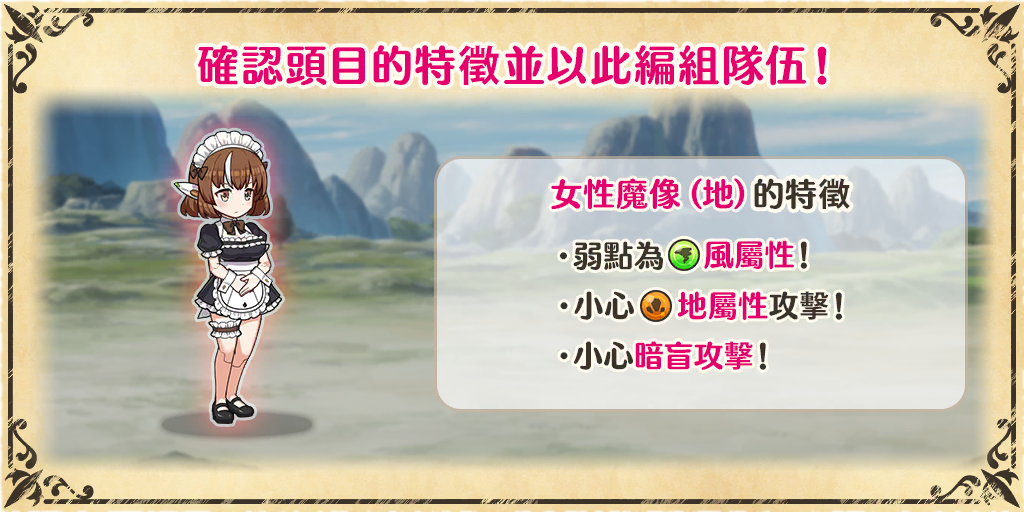 確認頭目的特徵並以此編組隊伍！
女性魔像（地）的特徵
・弱點為風屬性！
・小心地屬性攻擊！
・小心暗盲攻擊！